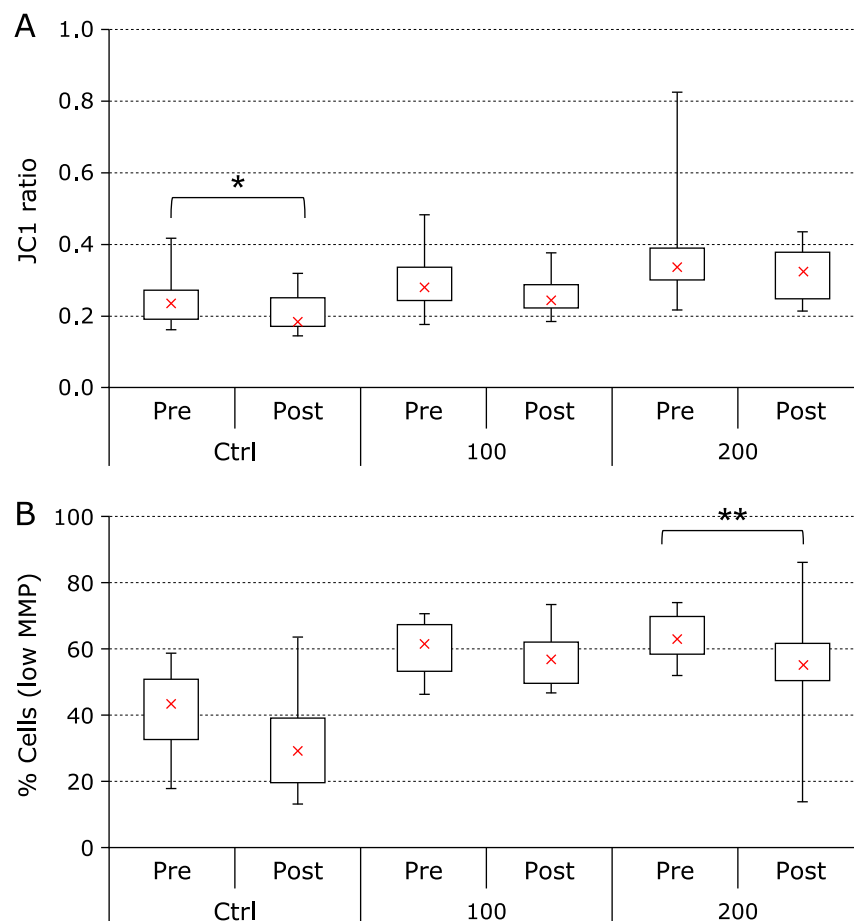 A
1.0
0.8
0.6
0.4
0.2
0.0
JC1 ratio
*
Pre Post Pre Post Pre Post
Ctrl 100 200
B
100
80
60
40
20
0
% Cells (low MMP)
**
Pre Post Pre Post Pre Post
Ctrl 100 200